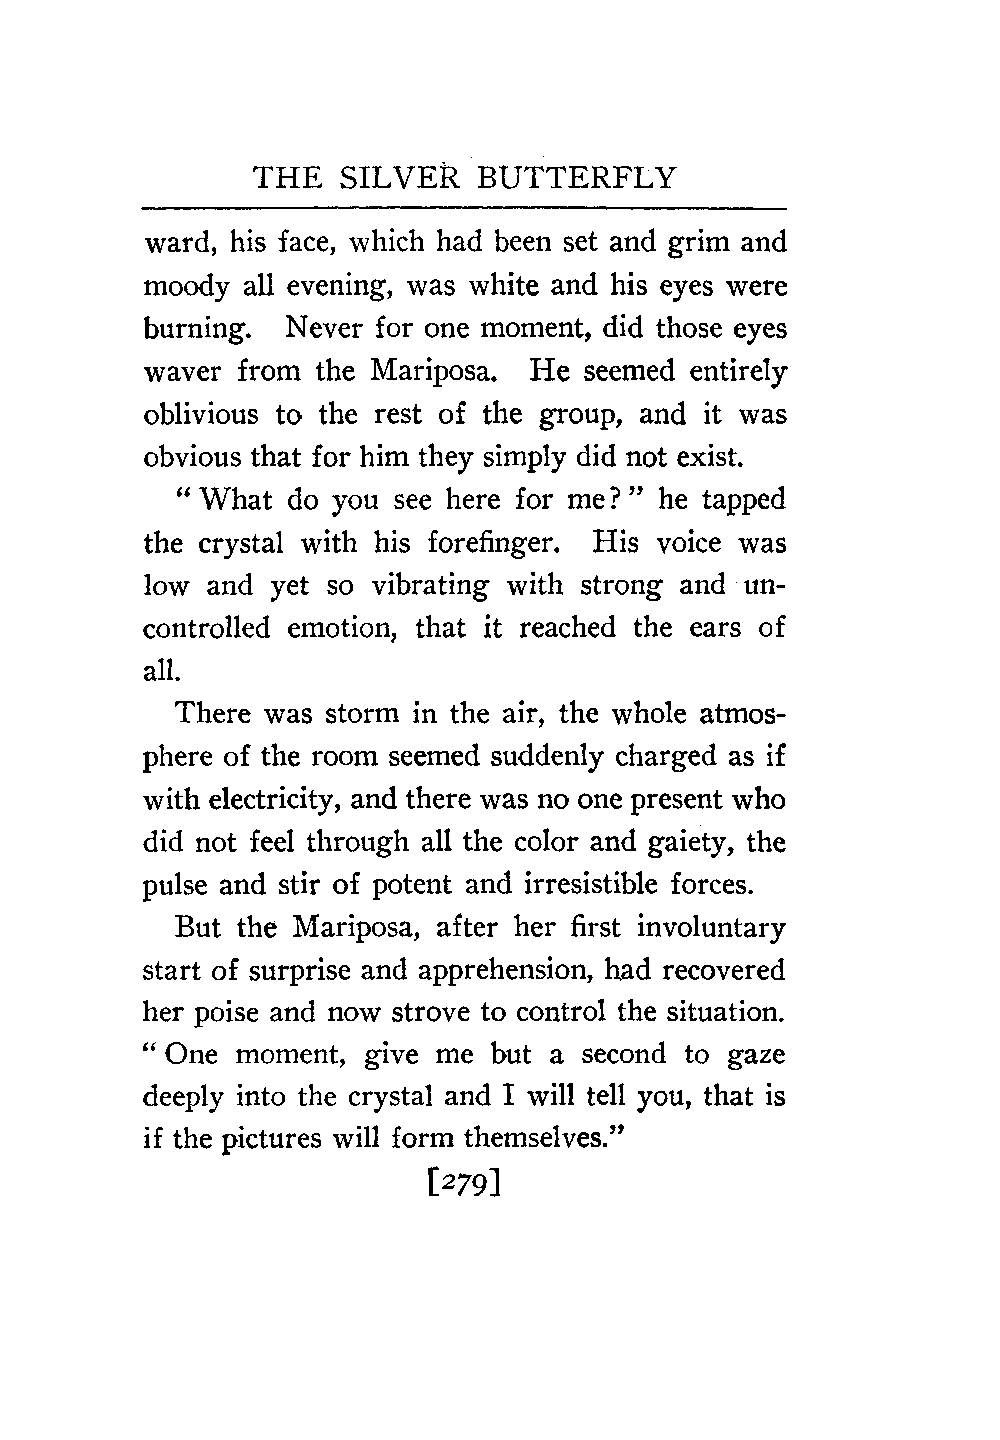 THE SILVER BUTTERFLY
ward, his face, which had been set and grim and
moody all evening, was white and his eyes were
burning. Never for one moment, did those eyes
waver from the Mariposa. He seemed entirely
oblivious to the rest of the group, and it was
obvious that for him they simply did not exist.
“ What do you see here for me? ” he tapped
the crystal with his forefinger. His voice was
low and yet so vibrating with strong and un-
controlled emotion, that it reached the ears of
all.
There was storm in the air, the whole atmos-
phere of the room seemed suddenly charged as if
with electricity, and there was no one present who
did not feel through all the color and gaiety, the
pulse and stir of potent and irresistible forces.
But the Mariposa, after her first involuntary
start of surprise and apprehension, had recovered
her poise and now strove to control the situation.
“ One moment, give me but a second to gaze
deeply into the crystal and I will tell you, that is
if the pictures will form themselves.”
[279]